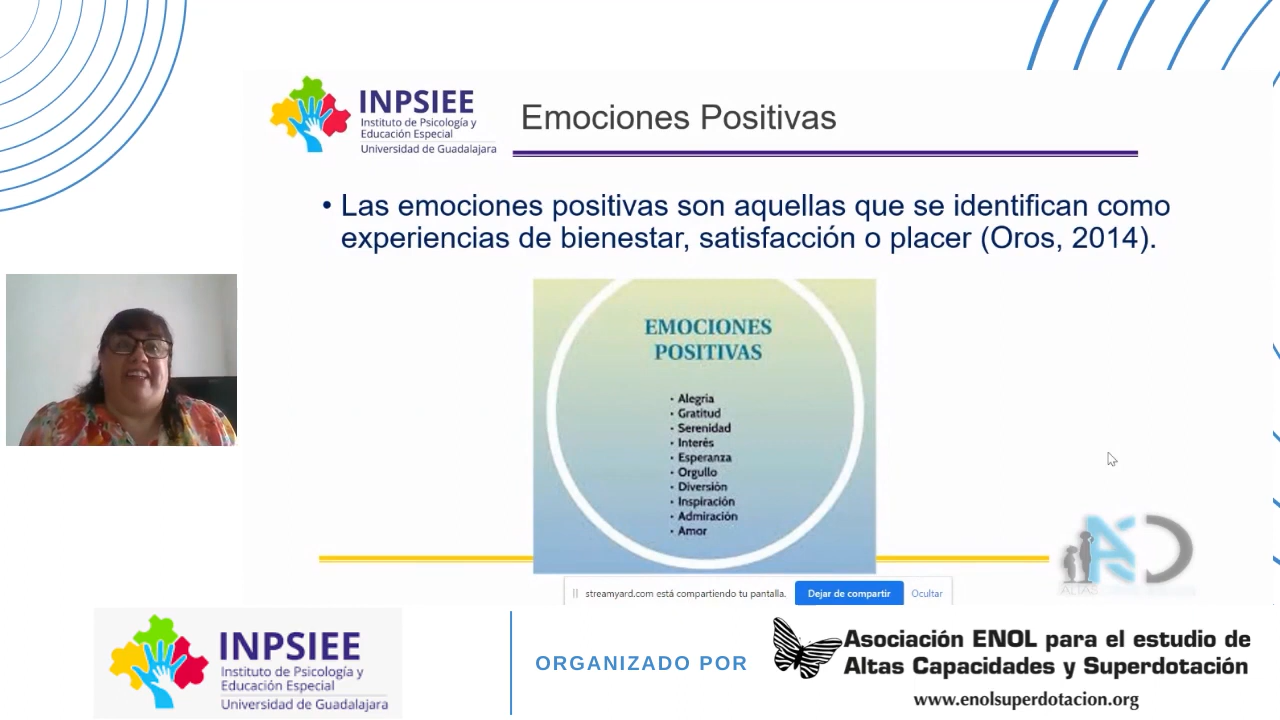 INPSIEE
Instituto de Psicología y
Educación Especial
Universidad de Guadalajara
Emociones Positivas
• Las emociones positivas son aquellas que se identifican como
experiencias de bienestar, satisfacción o placer (Oros, 2014).
EMOCIONES
POSITIVAS
• Alegria
• Gratitud
• Serenidad
• Interés
• Esperanza
• Orgullo
• Diversión
• Inspiración
• Admiración
• Amor
ALTAS
streamyard.com está compartiendo tu pantalla.
Dejar de compartir
Ocultar
INPSIEE
Instituto de Psicología y
Educación Especial
Universidad de Guadalajara
ORGANIZADO POR
Asociación ENOL para el estudio de
Altas Capacidades y Superdotación
www.enolsuperdotacion.org